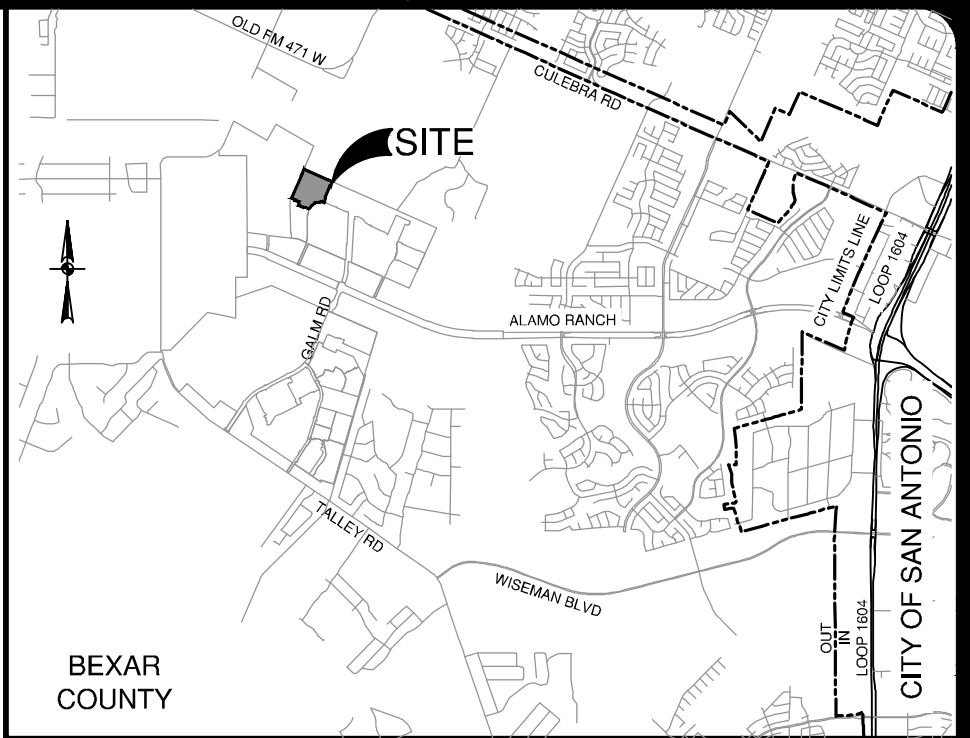 OLD FM 471 W
CULEBRA RD
SITE
CITY LIMITS LINE
LOOP 1604
GALM RD
ALAMO RANCH
TALLEY RD
WISEMAN BLVD
OUT
IN
LOOP 1604
CITY OF SAN ANTONIO
BEXAR
COUNTY